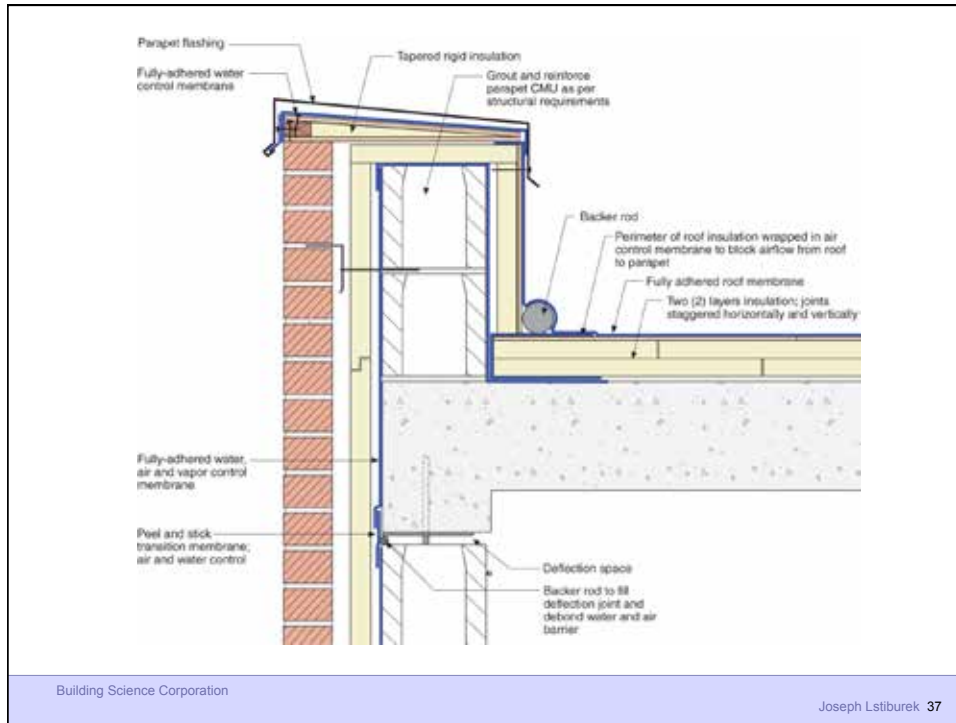 Parapet flashing
Fully-adhered water
control membrane
Tapered rigid insulation
Grout and reinforce
parapet CMU as per
structural requirements
Backer rod
Perimeter of roof insulation wrapped in air
control membrane to block airflow from roof
to parapet
Fully adhered roof membrane
Two (2) layers insulation; joints
staggered horizontally and vertically
Fully-adhered water,
air and vapor control
membrane
Peel and stick
transition membrane;
air and water control
Deflection space
Backer rod to fill
deflection joint and
debond water and air
barrier
Building Science Corporation
Joseph Lstiburek 37